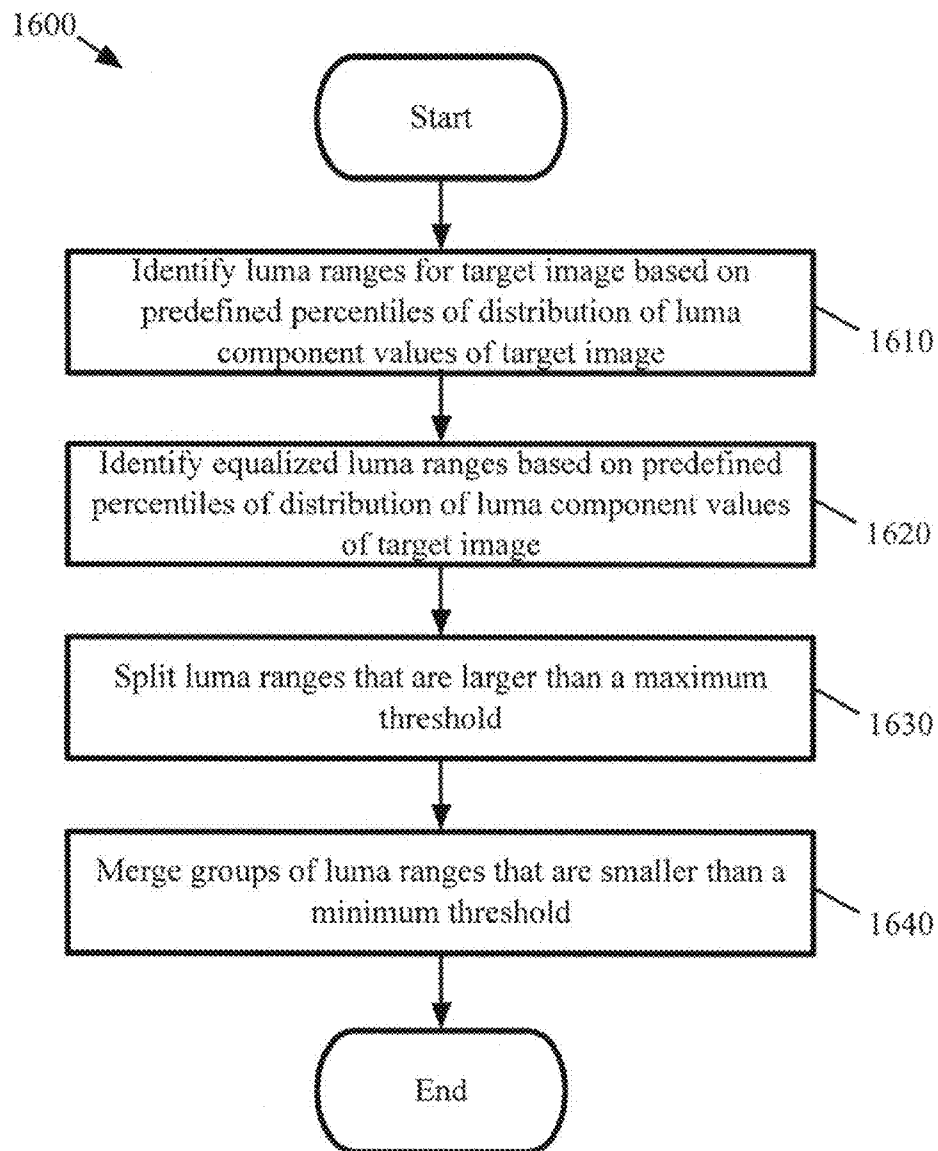 1600
Start
Identify luma ranges for target image based on
predefined percentiles of distribution of luma
component values of target image
1610
Identify equalized luma ranges based on predefined
percentiles of distribution of luma component values
of target image
1620
Split luma ranges that are larger than a maximum
threshold
1630
Merge groups of luma ranges that are smaller than a
minimum threshold
1640
End